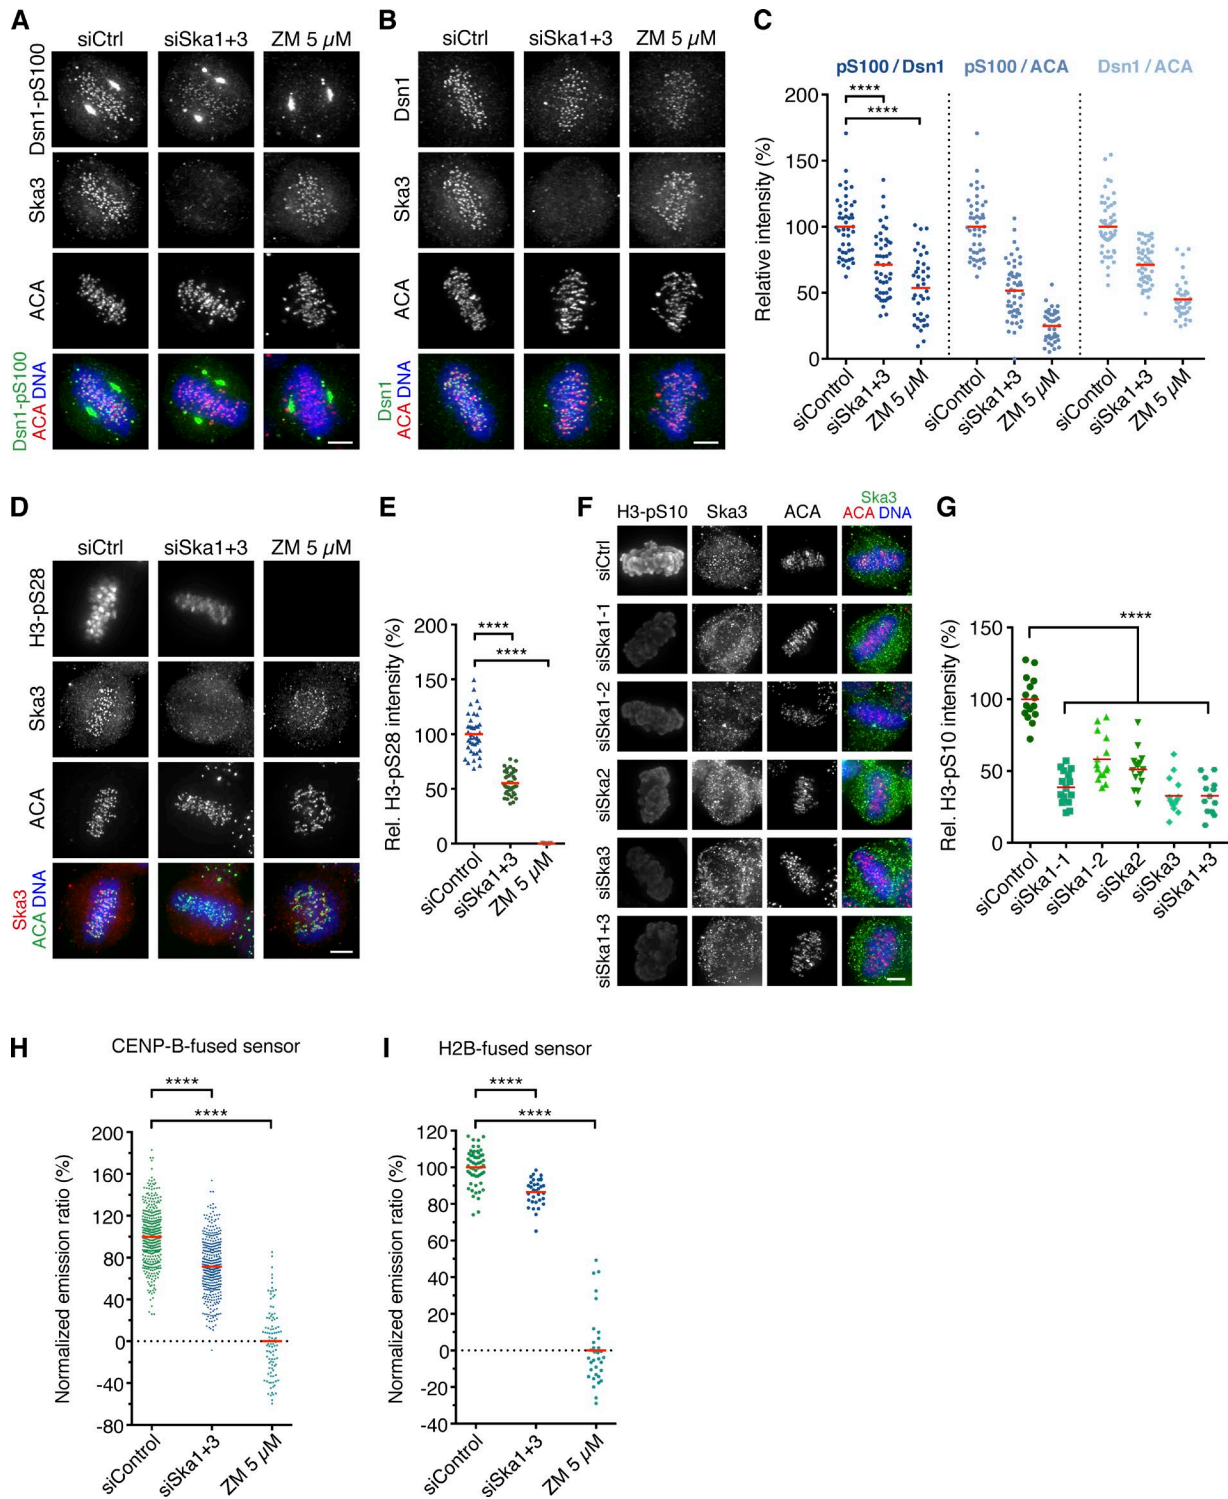 A
siCtrl siSka1+3 ZM 5 µM
Dsn1-pS100
Ska3
ACA
Dsn1-pS100
ACA DNA
B
siCtrl siSka1+3 ZM 5 µM
Dsn1
Ska3
ACA
Dsn1
ACA DNA
C
pS100/Dsn1 pS100/ACA Dsn1/ACA
**** 
****
Relative intensity (%)
200
150
100
50
0
siControl siSka1+3 ZM 5 µM siControl siSka1+3 ZM 5 µM siControl siSka1+3 ZM 5 µM
D
siCtrl siSka1+3 ZM 5 µM
H3-pS28
Ska3
ACA
Ska3
ACA DNA
E
Rel. H3-pS28 intensity (%)
200
150
100
50
0
****
****
siControl siSka1+3 ZM 5 µM
F
H3-pS10 Ska3 ACA Ska3
ACA DNA
siCtrl
siSka1-1
siSka1-2
siSka2
siSka3
siSka1+3
G
Rel. H3-pS10 intensity (%)
150
100
50
0
****
siControl siSka1-1 siSka1-2 siSka2 siSka3 siSka1+3
H
CENP-B-fused sensor
****
****
Normalized emission ratio (%)
200
160
120
80
40
0
-40
-80
siControl siSka1+3 ZM 5 µM
I
H2B-fused sensor
****
****
Normalized emission ratio (%)
120
100
80
60
40
20
0
-20
-40
siControl siSka1+3 ZM 5 µM